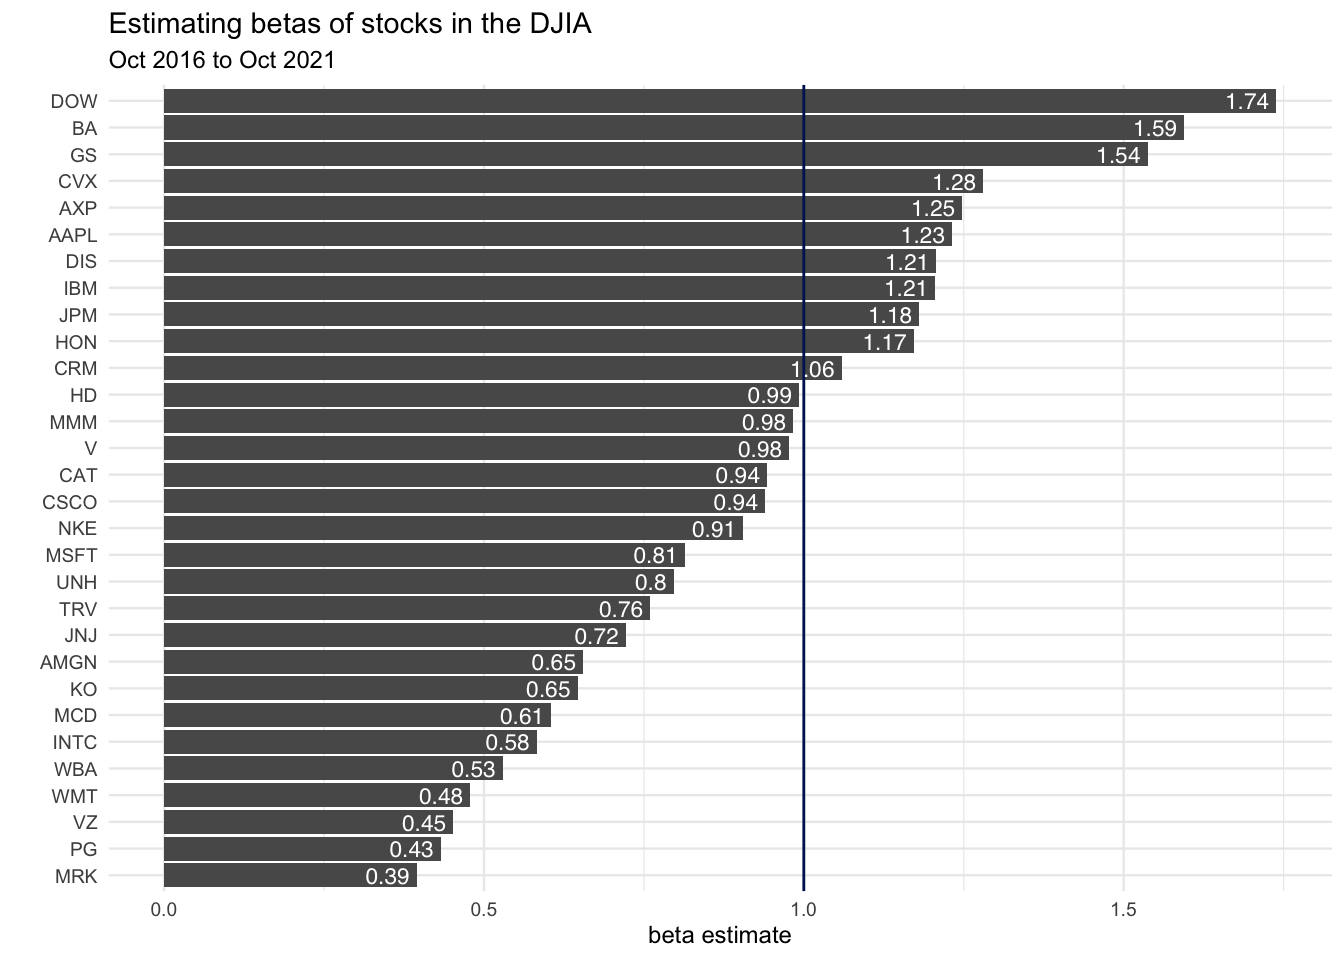 Estimating betas of stocks in the DJIA
Oct 2016 to Oct 2021
DOW 1.74
BA 1.59
GS 1.54
CVX 1.28
AXP 1.25
AAPL 1.23
DIS 1.21
IBM 1.21
JPM 1.18
HON 1.17
CRM 1.06
HD 0.99
MMM 0.98
V 0.98
CAT 0.94
CSCO 0.94
NKE 0.91
MSFT 0.81
UNH 0.8
TRV 0.76
JNJ 0.72
AMGN 0.65
KO 0.65
MCD 0.61
INTC 0.58
WBA 0.53
WMT 0.48
VZ 0.45
PG 0.43
MRK 0.39
0.0 0.5 1.0 1.5
beta estimate